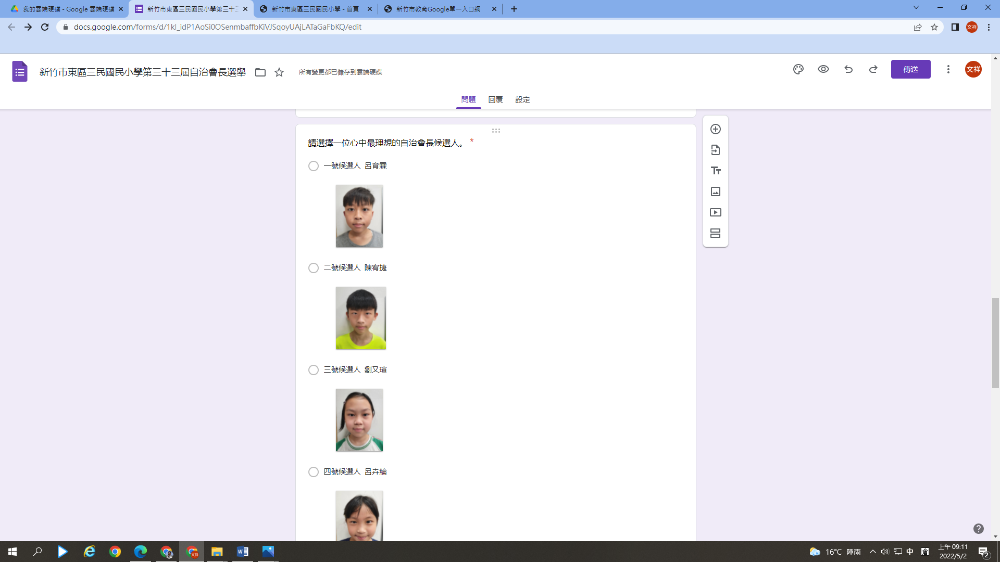 我的雲端硬碟 - Google 雲端硬碟
新竹市東區三民國民小學第三十三
新竹市東區三民國民小學 - 首頁
新竹市教育Google單一入口網
docs.google.com/forms/d/1kl_idP1AoSi0OSenmbaffbKiVJSqoyUAjLATaGaFbKQ/edit
文祥
新竹市東區三民國民小學第三十三屆自治會長選舉
所有變更都已儲存到雲端硬碟
傳送
文祥
問題
回覆
設定
請選擇一位心中最理想的自治會長候選人。 *
一號候選人 呂育霖
二號候選人 陳宥捷
三號候選人 劉又瑄
四號候選人 呂卉綸
文祥
16°C 陣雨
中
倉
上午 09:11
2022/5/2
2